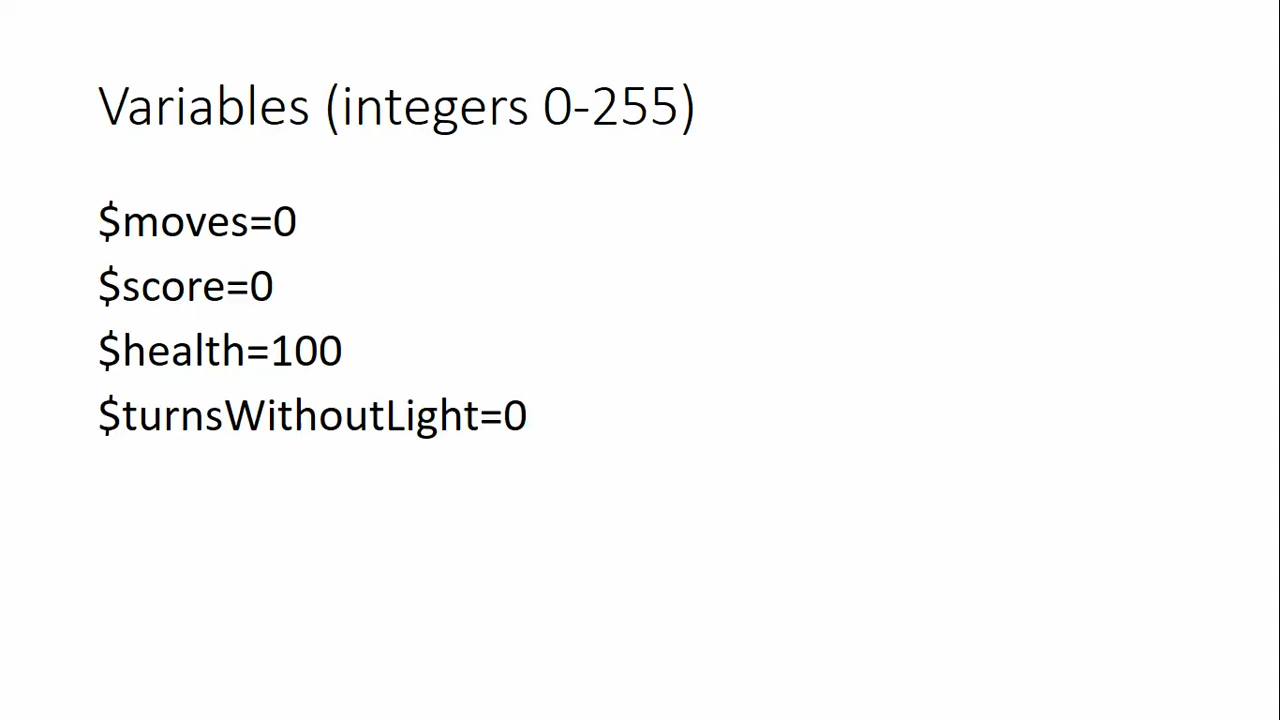 Variables (integers 0-255)
$moves=0
$score=0
$health=100
$turnsWithoutLight=0